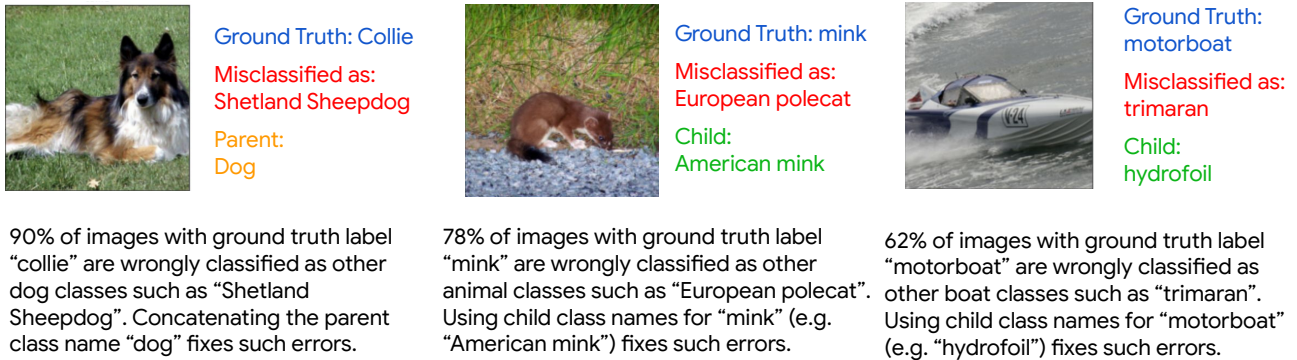 Ground Truth: Collie
Misclassified as:
Shetland Sheepdog
Parent:
Dog
90% of images with ground truth label
“collie” are wrongly classified as other
dog classes such as “Shetland
Sheepdog”. Concatenating the parent
class name “dog” fixes such errors.
Ground Truth: mink
Misclassified as:
European polecat
Child:
American mink
78% of images with ground truth label
“mink” are wrongly classified as other
animal classes such as “European polecat”.
Using child class names for “mink” (e.g.
“American mink”) fixes such errors.
V-24
Ground Truth:
motorboat
Misclassified as:
trimaran
Child:
hydrofoil
62% of images with ground truth label
“motorboat” are wrongly classified as
other boat classes such as “trimaran”.
Using child class names for “motorboat”
(e.g. “hydrofoil”) fixes such errors.